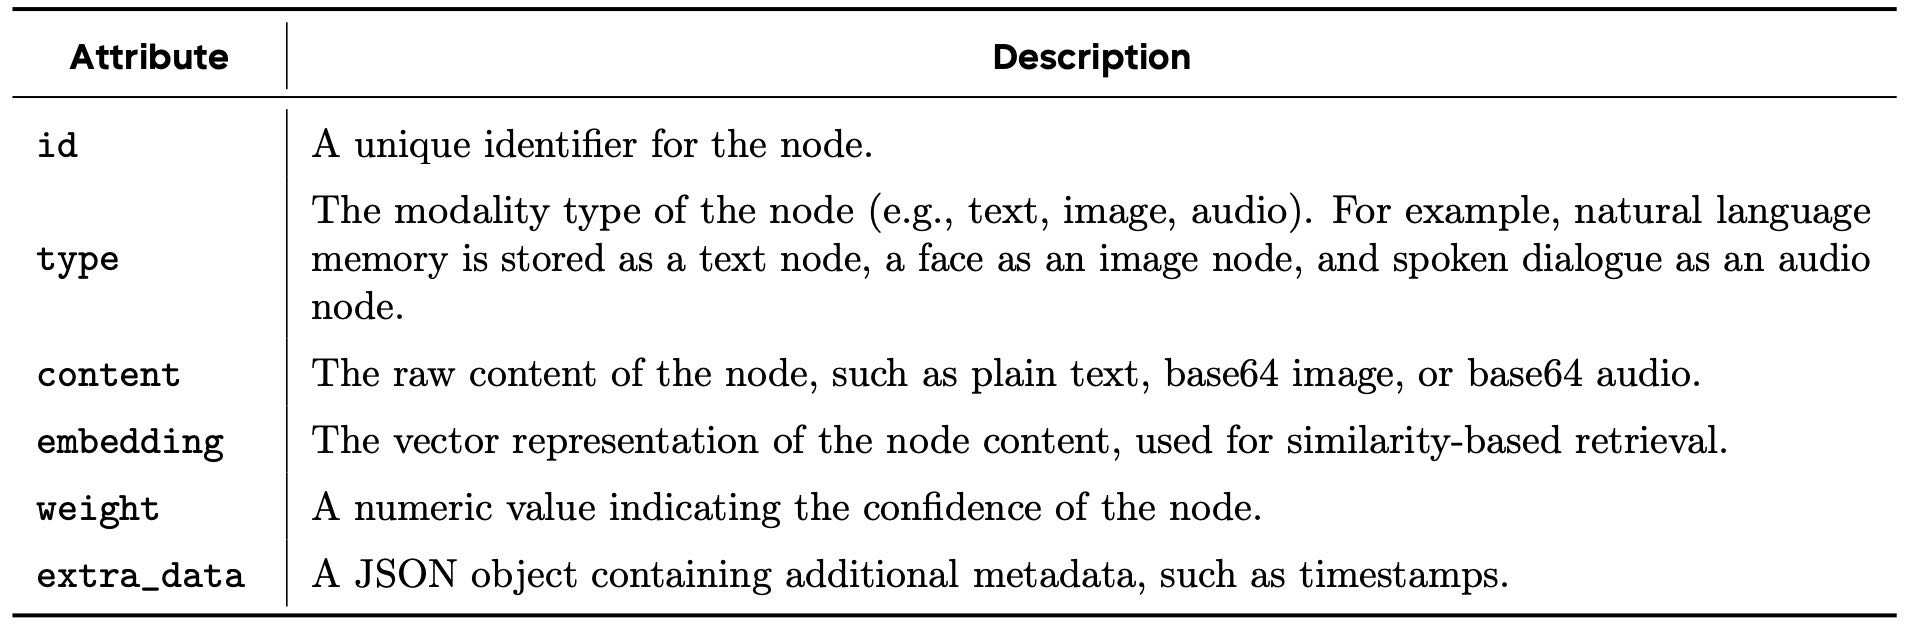 Attribute Description
id A unique identifier for the node.
The modality type of the node (e.g., text, image, audio). For example, natural language
type memory is stored as a text node, a face as an image node, and spoken dialogue as an audio
node.
content The raw content of the node, such as plain text, base64 image, or base64 audio.
embedding The vector representation of the node content, used for similarity-based retrieval.
weight A numeric value indicating the confidence of the node.
extra_data A JSON object containing additional metadata, such as timestamps.